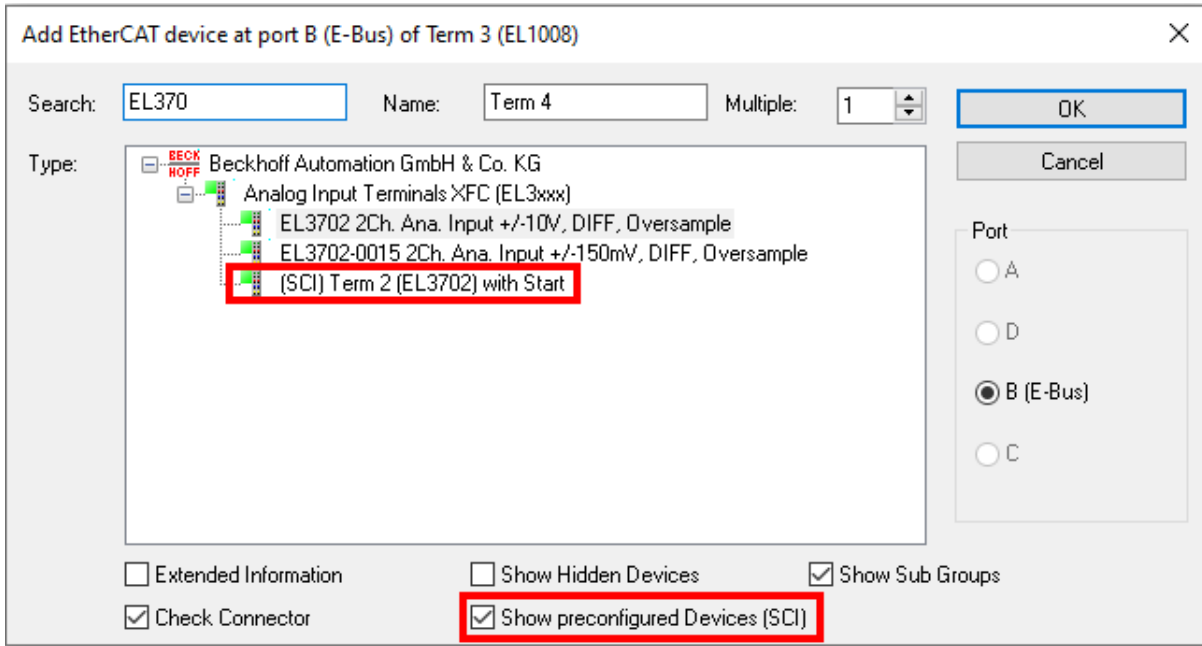 Add EtherCAT device at port B (E-Bus) of Term 3 (EL1008)
Search: EL370 Name: Term 4 Multiple: 1 OK
Type: Cancel
BECKHOFF Beckhoff Automation GmbH & Co. KG
Analog Input Terminals XFC (EL3xxx)
EL3702 2Ch. Ana. Input +/-10V, DIFF, Oversample
EL3702-0015 2Ch. Ana. Input +/-150mV, DIFF, Oversample
(SCI) Term 2 (EL3702) with Start
Port
A
D
B (E-Bus)
C
Extended Information Show Hidden Devices Show Sub Groups
Check Connector Show preconfigured Devices (SCI)